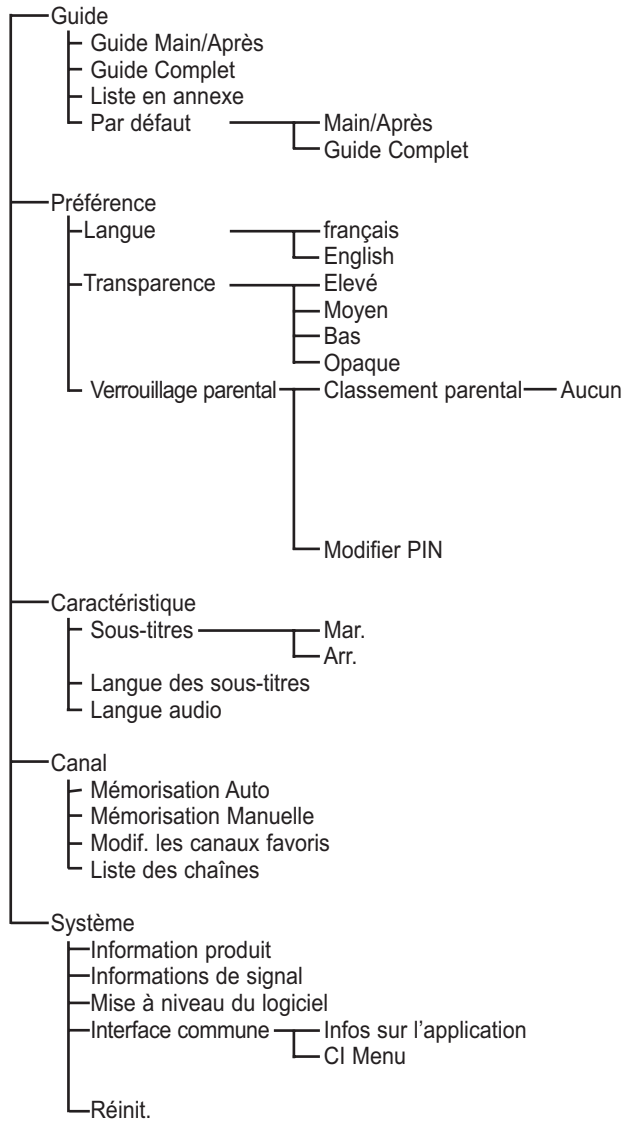 Guide
Guide Main/Après
Guide Complet
Liste en annexe
Par défaut
Main/Après
Guide Complet
Préférence
Langue
français
English
Transparence
Elevé
Moyen
Bas
Opaque
Verrouillage parental
Classement parental
Aucun
Modifier PIN
Caractéristique
Sous-titres
Mar.
Arr.
Langue des sous-titres
Langue audio
Canal
Mémorisation Auto
Mémorisation Manuelle
Modif. les canaux favoris
Liste des chaînes
Système
Information produit
Informations de signal
Mise à niveau du logiciel
Interface commune
Infos sur l’application
CI Menu
Réinit.